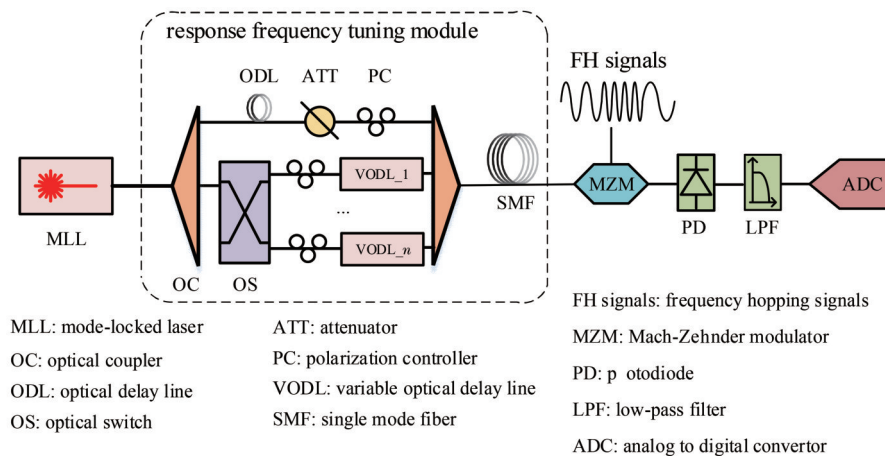 response frequency tuning module
ODL ATT PC
FH signals
VODL_1
...
VODL_n
MLL
OC
OS
SMF
MZM
PD
LPF
ADC
MLL: mode-locked laser
OC: optical coupler
ODL: optical delay line
OS: optical switch
ATT: attenuator
PC: polarization controller
VODL: variable optical delay line
SMF: single mode fiber
FH signals: frequency hopping signals
MZM: Mach-Zehnder modulator
PD: p otodiode
LPF: low-pass filter
ADC: analog to digital convertor